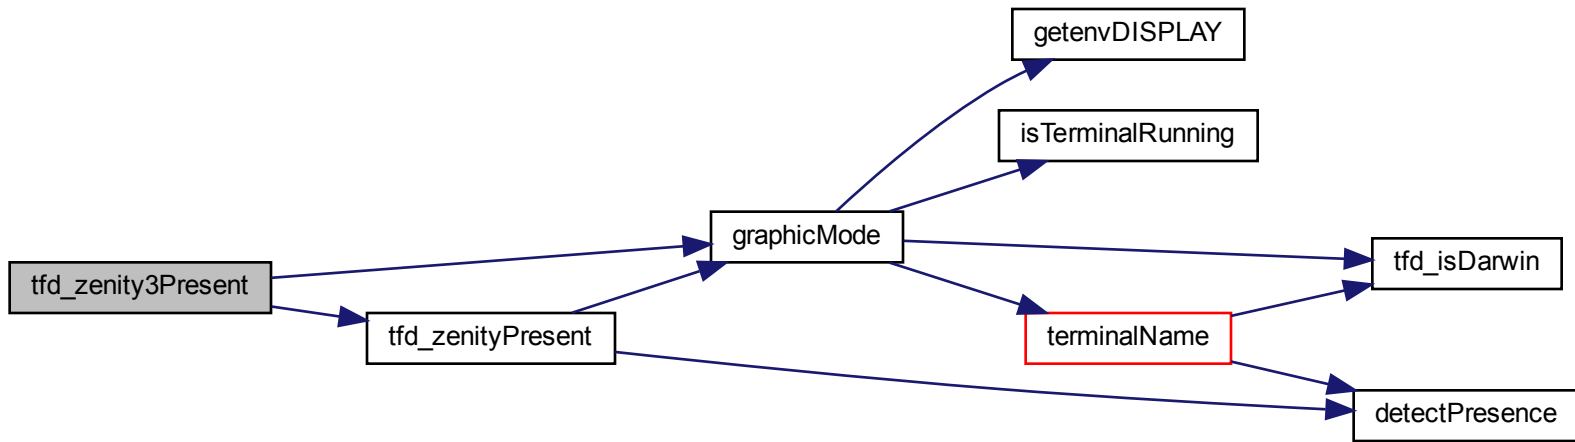 getenvDISPLAY
isTerminalRunning
graphicMode
tfd_isDarwin
tfd_zenity3Present
tfd_zenityPresent
terminalName
detectPresence